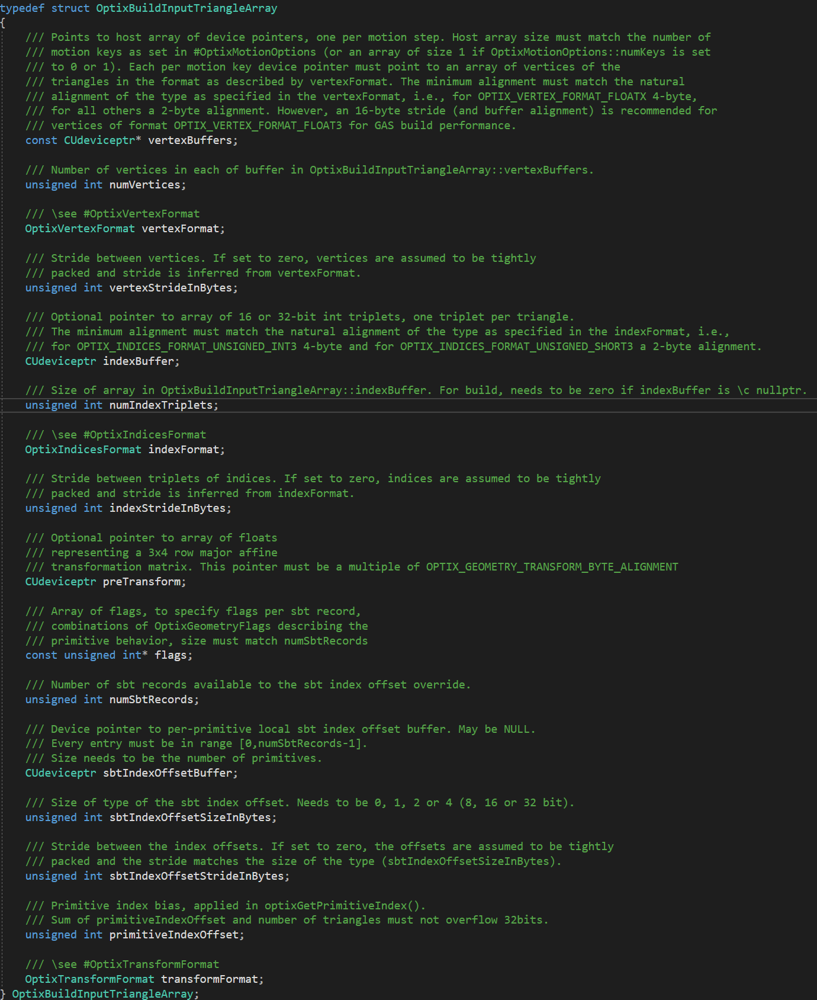 typedef struct OptixBuildInputTriangleArray
{
/// Points to host array of device pointers, one per motion step. Host array size must match the number of
/// motion keys as set in #OptixMotionOptions (or an array of size 1 if OptixMotionOptions::numKeys is set
/// to 0 or 1). Each per motion key device pointer must point to an array of vertices of the
/// triangles in the format as described by vertexFormat. The minimum alignment must match the natural
/// alignment of the type as specified in the vertexFormat, i.e., for OPTIX_VERTEX_FORMAT_FLOATX 4-byte,
/// for all others a 2-byte alignment. However, an 16-byte stride (and buffer alignment) is recommended for
/// vertices of format OPTIX_VERTEX_FORMAT_FLOAT3 for GAS build performance.
const CUdeviceptr* vertexBuffers;
/// Number of vertices in each of buffer in OptixBuildInputTriangleArray::vertexBuffers.
unsigned int numVertices;
/// \see #OptixVertexFormat
OptixVertexFormat vertexFormat;
/// Stride between vertices. If set to zero, vertices are assumed to be tightly
/// packed and stride is inferred from vertexFormat.
unsigned int vertexStrideInBytes;
/// Optional pointer to array of 16 or 32-bit int triplets, one triplet per triangle.
/// The minimum alignment must match the natural alignment of the type as specified in the indexFormat, i.e.,
/// for OPTIX_INDICES_FORMAT_UNSIGNED_INT3 4-byte and for OPTIX_INDICES_FORMAT_UNSIGNED_SHORT3 a 2-byte alignment.
CUdeviceptr indexBuffer;
/// Size of array in OptixBuildInputTriangleArray::indexBuffer. For build, needs to be zero if indexBuffer is \c nullptr.
unsigned int numIndexTriplets;
/// \see #OptixIndicesFormat
OptixIndicesFormat indexFormat;
/// Stride between triplets of indices. If set to zero, indices are assumed to be tightly
/// packed and stride is inferred from indexFormat.
unsigned int indexStrideInBytes;
/// Optional pointer to array of floats
/// representing a 3x4 row major affine
/// transformation matrix. This pointer must be a multiple of OPTIX_GEOMETRY_TRANSFORM_BYTE_ALIGNMENT
CUdeviceptr preTransform;
/// Array of flags, to specify flags per sbt record,
/// combinations of OptixGeometryFlags describing the
/// primitive behavior, size must match numSbtRecords
const unsigned int* flags;
/// Number of sbt records available to the sbt index offset override.
unsigned int numSbtRecords;
/// Device pointer to per-primitive local sbt index offset buffer. May be NULL.
/// Every entry must be in range [0,numSbtRecords-1].
/// Size needs to be the number of primitives.
CUdeviceptr sbtIndexOffsetBuffer;
/// Size of type of the sbt index offset. Needs to be 0, 1, 2 or 4 (8, 16 or 32 bit).
unsigned int sbtIndexOffsetSizeInBytes;
/// Stride between the index offsets. If set to zero, the offsets are assumed to be tightly
/// packed and the stride matches the size of the type (sbtIndexOffsetSizeInBytes).
unsigned int sbtIndexOffsetStrideInBytes;
/// Primitive index bias, applied in optixGetPrimitiveIndex().
/// Sum of primitiveIndexOffset and number of triangles must not overflow 32bits.
unsigned int primitiveIndexOffset;
/// \see #OptixTransformFormat
OptixTransformFormat transformFormat;
} OptixBuildInputTriangleArray;